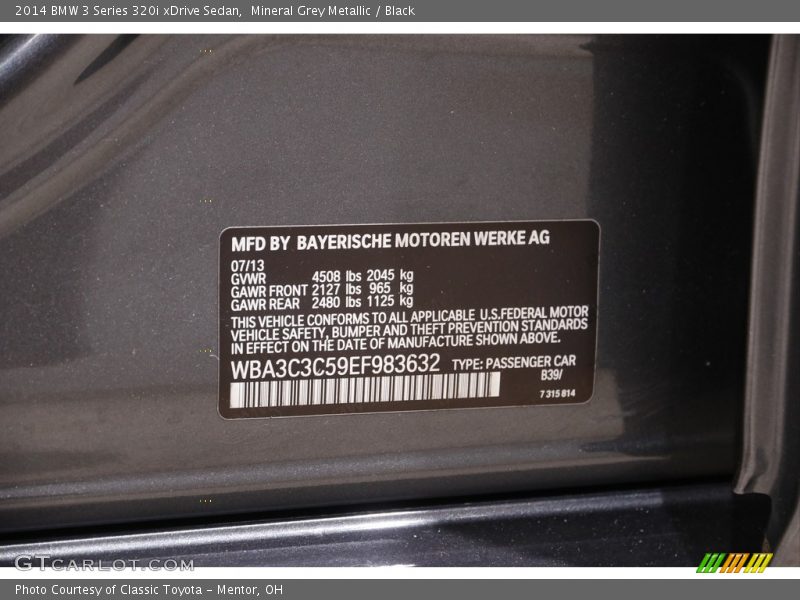 2014 BMW 3 Series 320i xDrive Sedan,  Mineral Grey Metallic / Black
MFD BY BAYERISCHE MOTOREN WERKE AG
07/13
GVWR 4508 lbs 2045 kg
GAWR FRONT 2127 lbs 965 kg
GAWR REAR 2480 lbs 1125 kg
THIS VEHICLE CONFORMS TO ALL APPLICABLE U.S.FEDERAL MOTOR
VEHICLE SAFETY, BUMPER AND THEFT PREVENTION STANDARDS
IN EFFECT ON THE DATE OF MANUFACTURE SHOWN ABOVE.
WBA3C3C59EF983632 TYPE: PASSENGER CAR
B39/
7 315 814
GTCARLOT.COM
Photo Courtesy of Classic Toyota - Mentor, OH